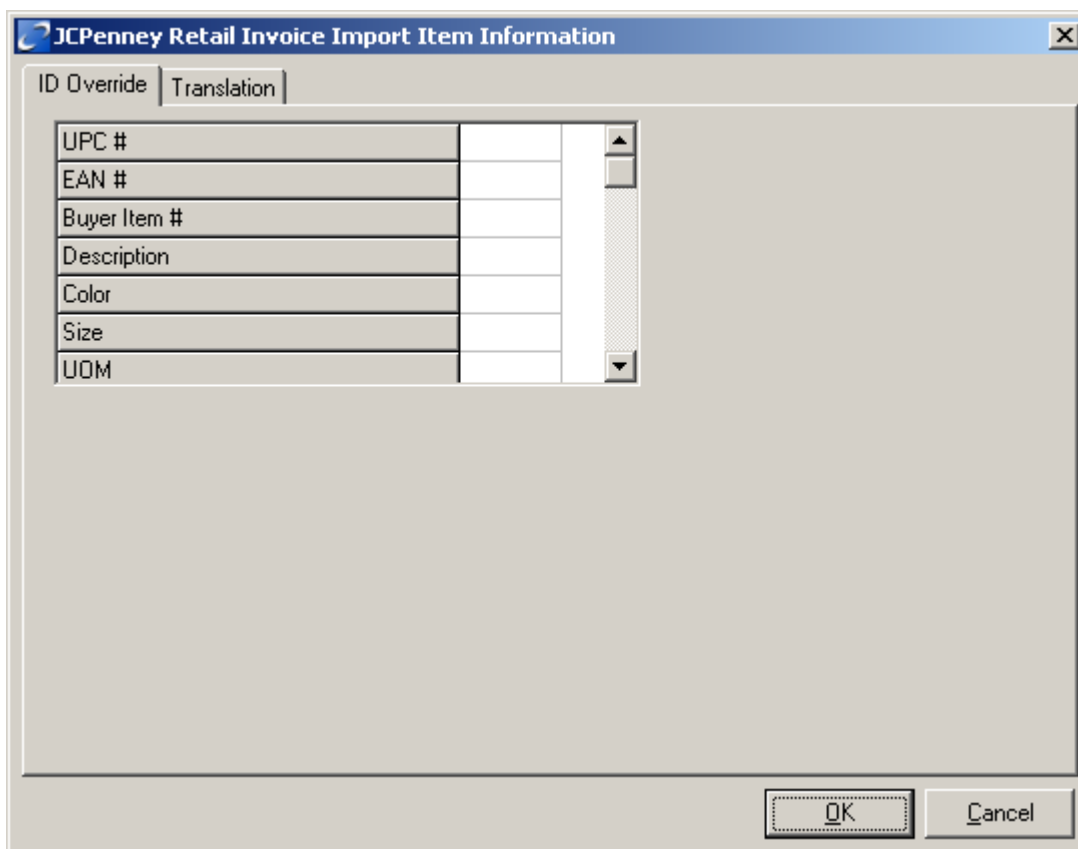 JCPenney Retail Invoice Import Item Information
ID Override Translation
UPC #
EAN #
Buyer Item #
Description
Color
Size
UOM
OK Cancel